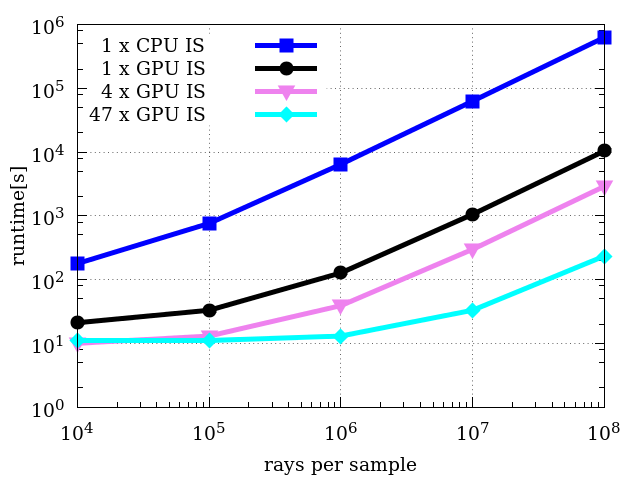 10⁶
10⁵
10⁴
10³
10²
10¹
10⁰
runtime[s]
1 x CPU IS
1 x GPU IS
4 x GPU IS
47 x GPU IS
10⁴ 10⁵ 10⁶ 10⁷ 10⁸
rays per sample